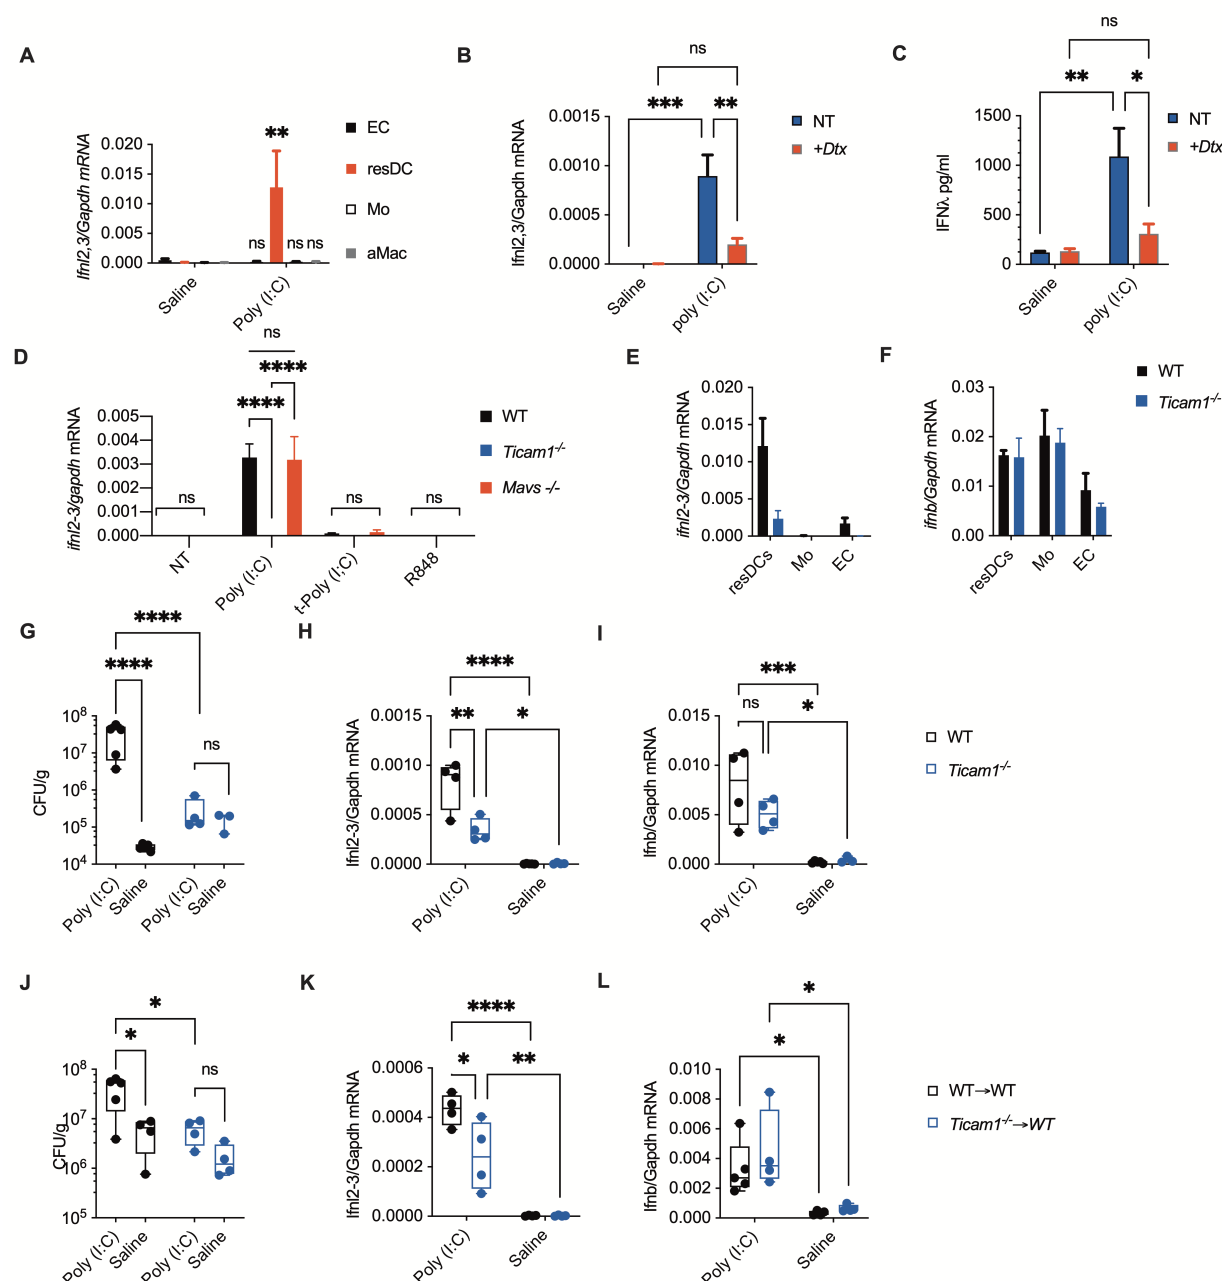 A
B
C
ns
ns
✱✱✱
✱✱
✱✱
✱
✱✱
Ifnl2,3/Gapdh mRNA
0.020
0.015
0.010
0.005
0.000
ns
ns
ns
Saline
Poly (I:C)
EC
resDC
Mo
aMac
Ifnl2,3/Gapdh mRNA
0.0015
0.0010
0.0005
0.0000
Saline
poly (I:C)
NT
+Dtx
IFNλ pg/ml
1500
1000
500
0
Saline
poly (I:C)
NT
+Dtx
D
E
F
ns
✱✱✱✱
✱✱✱✱
ifnl2-3/gapdh mRNA
0.005
0.004
0.003
0.002
0.001
0.000
ns
ns
ns
NT
Poly (I:C)
t-Poly (I:C)
R848
WT
Ticam1-/-
Mavs -/-
ifnl2-3/Gapdh mRNA
0.020
0.015
0.010
0.005
0.000
resDCs
Mo
EC
ifnb/Gapdh mRNA
0.03
0.02
0.01
0.00
resDCs
Mo
EC
WT
Ticam1-/-
G
H
I
✱✱✱✱
✱✱✱✱
ns
CFU/g
10⁸
10⁷
10⁶
10⁵
10⁴
Poly (I:C)
Saline
Poly (I:C)
Saline
✱✱✱✱
✱✱
✱
Ifnl2-3/Gapdh mRNA
0.0015
0.0010
0.0005
0.0000
Poly (I:C)
Saline
✱✱✱
ns
✱
Ifnb/Gapdh mRNA
0.015
0.010
0.005
0.000
Poly (I:C)
Saline
WT
Ticam1-/-
J
K
L
✱
✱
ns
CFU/g
10⁸
10⁷
10⁶
10⁵
Poly (I:C)
Saline
Poly (I:C)
Saline
✱✱✱✱
✱
✱✱
Ifnl2-3/Gapdh mRNA
0.0006
0.0004
0.0002
0.0000
Poly (I:C)
Saline
✱
✱
Ifnb/Gapdh mRNA
0.010
0.008
0.006
0.004
0.002
0.000
Poly (I:C)
Saline
WT→WT
Ticam1-/-→WT